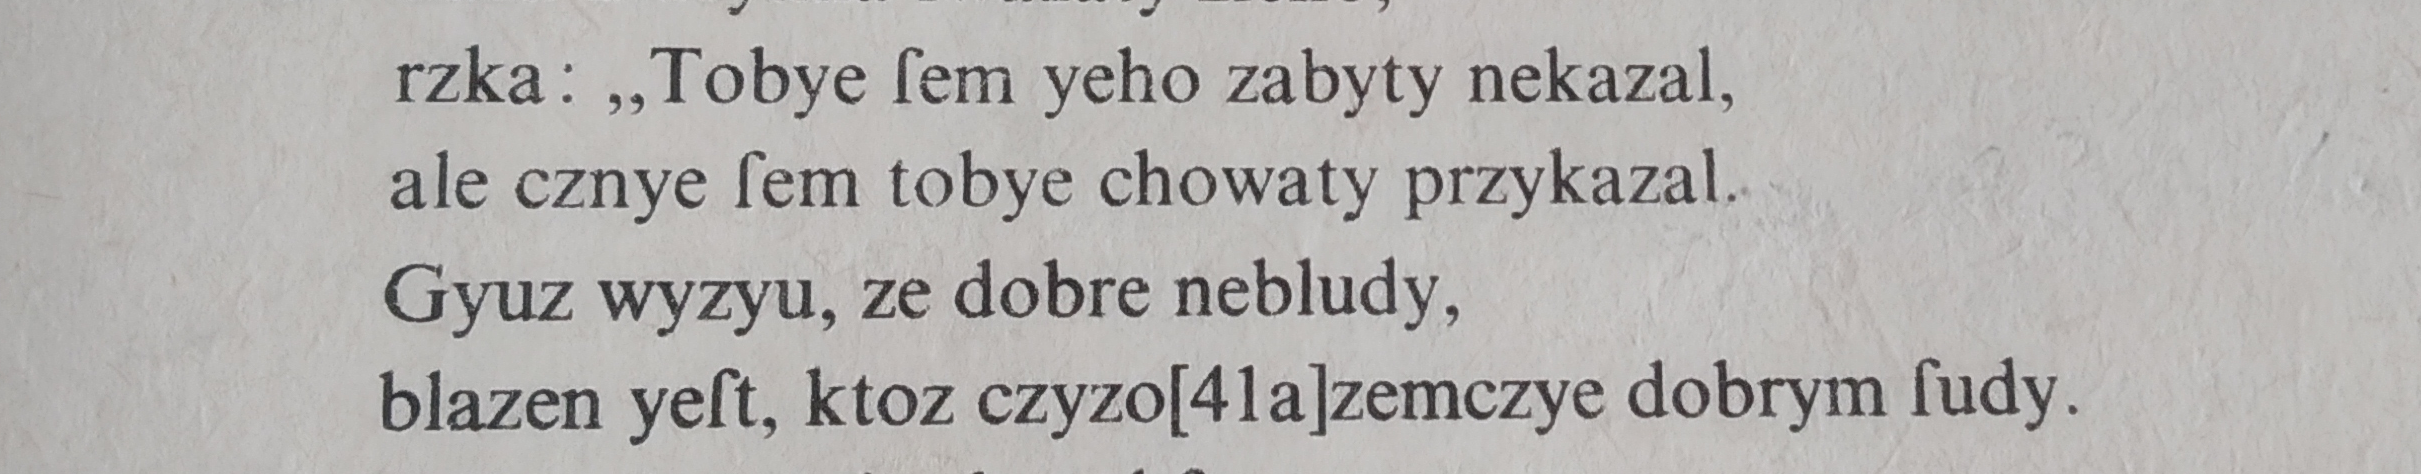 rzka: „Tobye ſem yeho zabyty nekazal,
ale cznye ſem tobye chowaty przykazal.
Gyuz wyzyu, ze dobre nebludy,
blazen yeſt, ktoz czyzo[41a]zemczye dobrym ſudy.